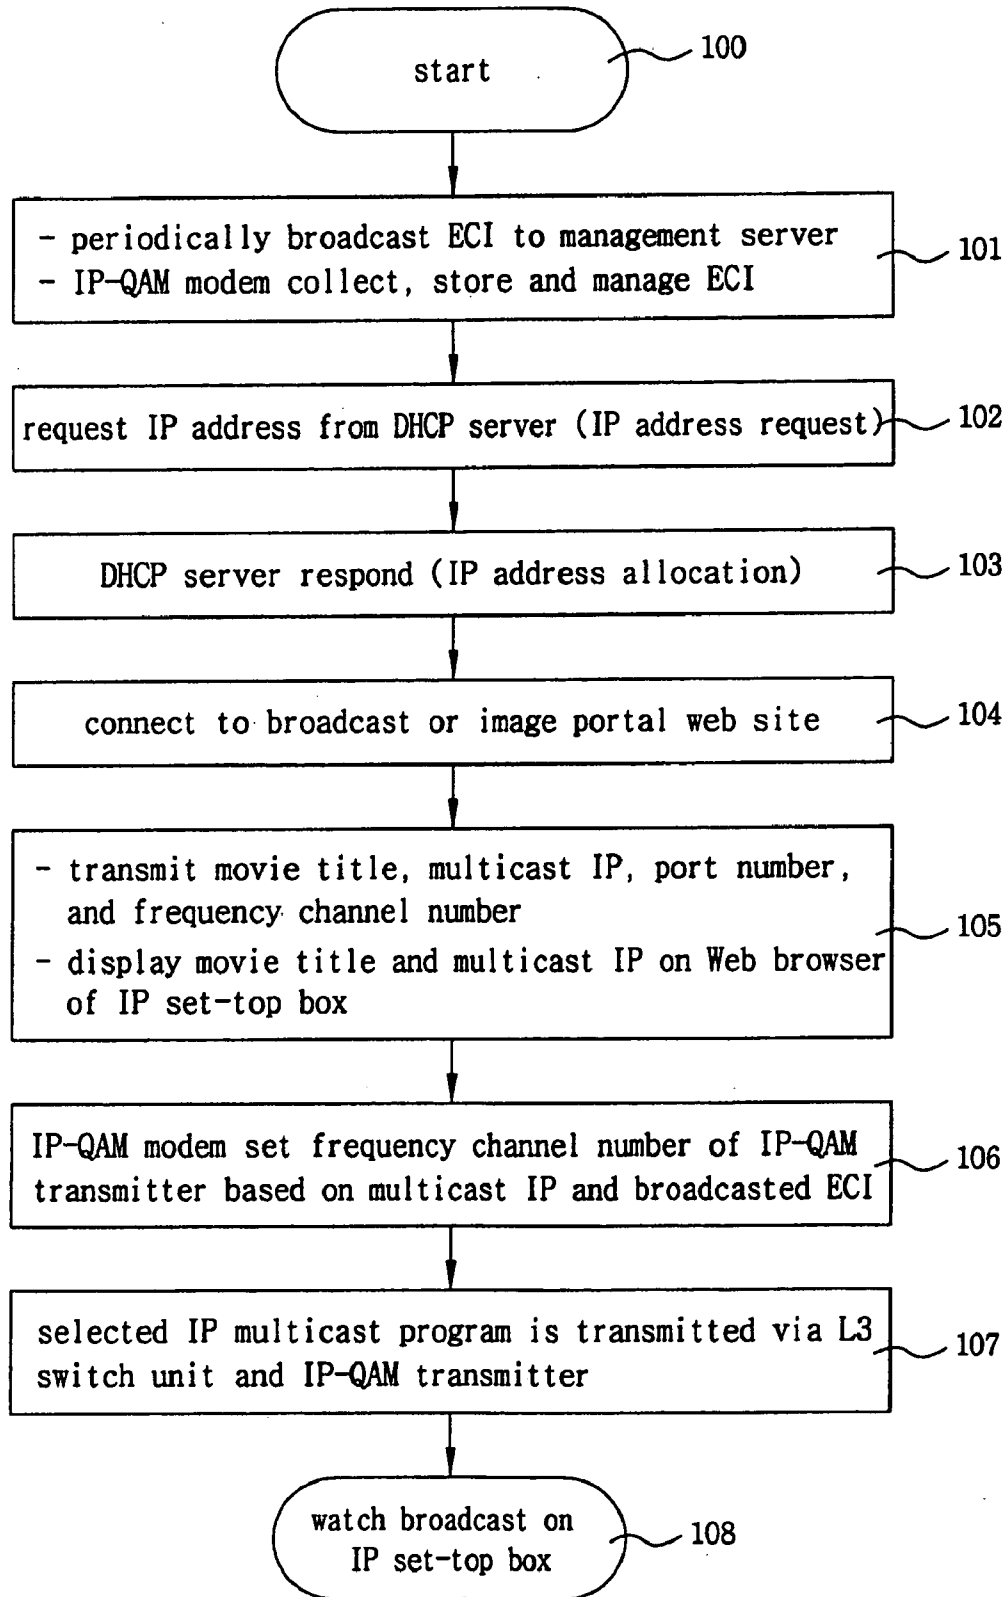 start
100
- periodically broadcast ECI to management server
- IP-QAM modem collect, store and manage ECI
101
request IP address from DHCP server (IP address request)
102
DHCP server respond (IP address allocation)
103
connect to broadcast or image portal web site
104
- transmit movie title, multicast IP, port number,
and frequency channel number
- display movie title and multicast IP on Web browser
of IP set-top box
105
IP-QAM modem set frequency channel number of IP-QAM
transmitter based on multicast IP and broadcasted ECI
106
selected IP multicast program is transmitted via L3
switch unit and IP-QAM transmitter
107
watch broadcast on
IP set-top box
108